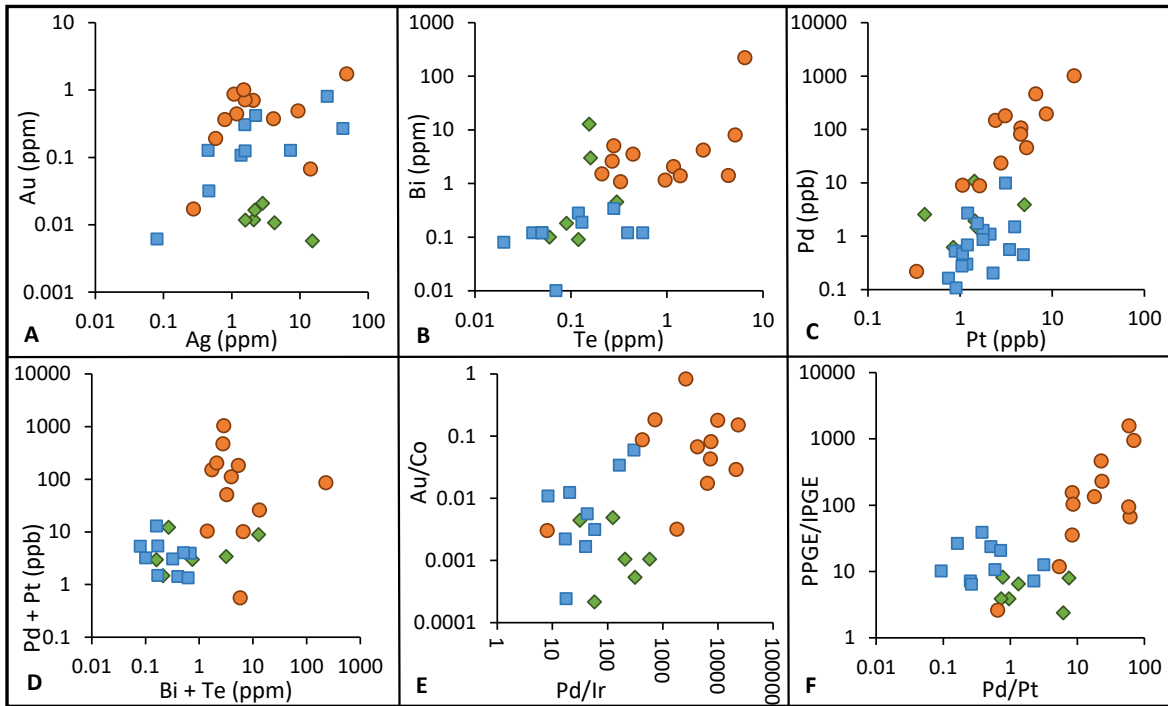 10
1
0.1
0.01
0.001
Au (ppm)
0.01 0.1 1 10 100
A Ag (ppm)
1000
100
10
1
0.1
0.01
Bi (ppm)
0.01 0.1 1 10
B Te (ppm)
10000
1000
100
10
1
0.1
Pd (ppb)
0.1 1 10 100
C Pt (ppb)
10000
1000
100
10
1
0.1
Pd + Pt (ppb)
0.01 0.1 1 10 100 1000
D Bi + Te (ppm)
1
0.1
0.01
0.001
0.0001
Au/Co
1 10 100 1000 10000 100000
E Pd/Ir
10000
1000
100
10
1
PPGE/IPGE
0.01 0.1 1 10 100
F Pd/Pt